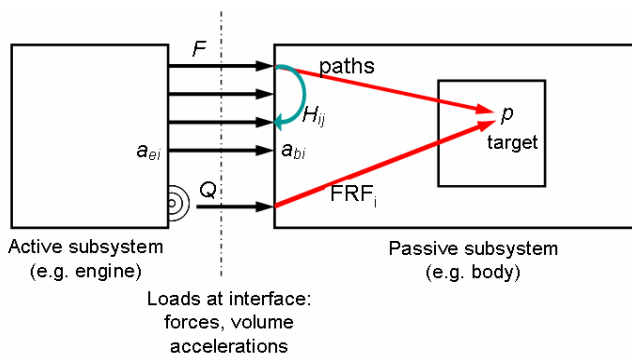 F
paths
H_ij
p
target
a_ei
a_bi
Q
FRF_i
Active subsystem
(e.g. engine)
Passive subsystem
(e.g. body)
Loads at interface:
forces, volume
accelerations